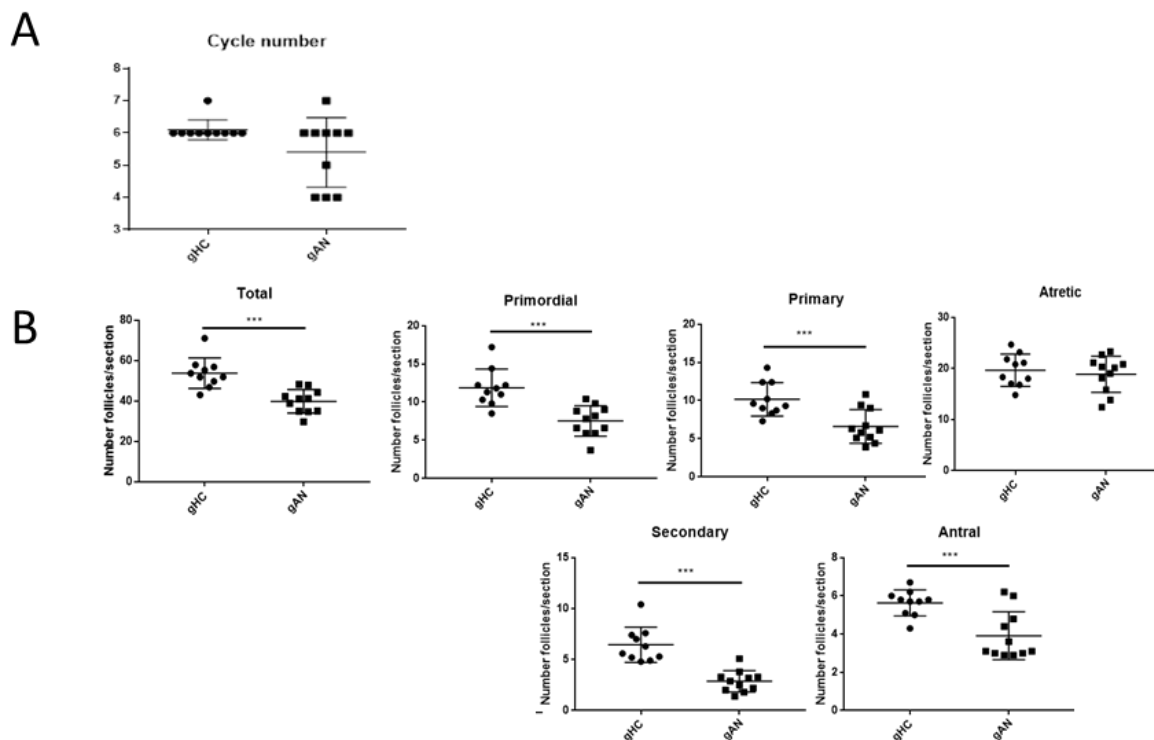 A
Cycle number
8
7
6
5
4
3
gHC
gAN
B
Total
Number follicles/section
80
60
40
20
0
***
gHC
gAN
Primordial
Number follicles/section
20
15
10
5
0
***
gHC
gAN
Primary
Number follicles/section
20
15
10
5
0
***
gHC
gAN
Atretic
Number follicles/section
30
20
10
0
gHC
gAN
Secondary
Number follicles/section
15
10
5
0
***
gHC
gAN
Antral
Number follicles/section
8
6
4
2
0
***
gHC
gAN